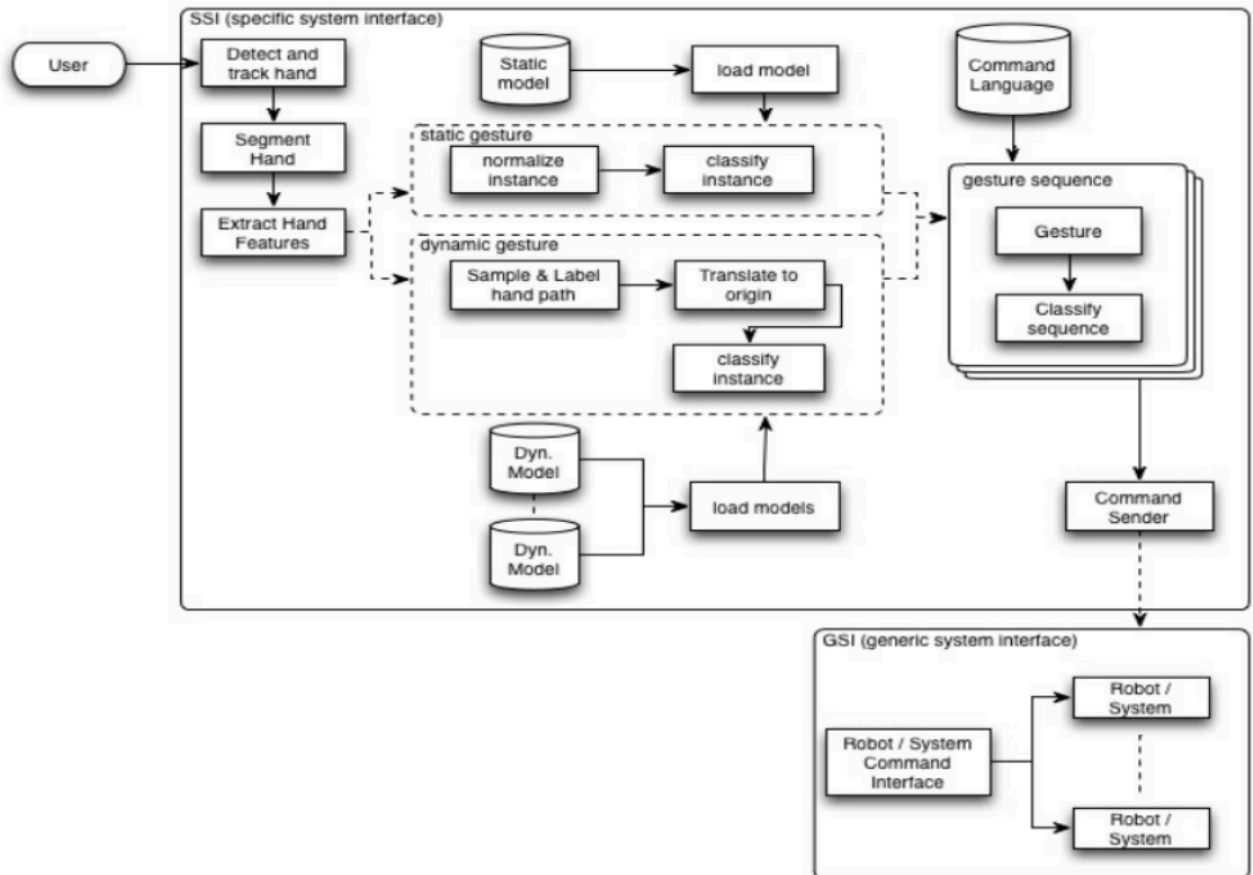 SSI (specific system interface)
User
Detect and
track hand
Segment
Hand
Extract Hand
Features
Static
model
load model
static gesture
normalize
instance
classify
instance
dynamic gesture
Sample & Label
hand path
Translate to
origin
classify
instance
Dyn.
Model
Dyn.
Model
load models
Command
Language
gesture sequence
Gesture
Classify
sequence
Command
Sender
GSI (generic system interface)
Robot / System
Command
Interface
Robot /
System
Robot /
System